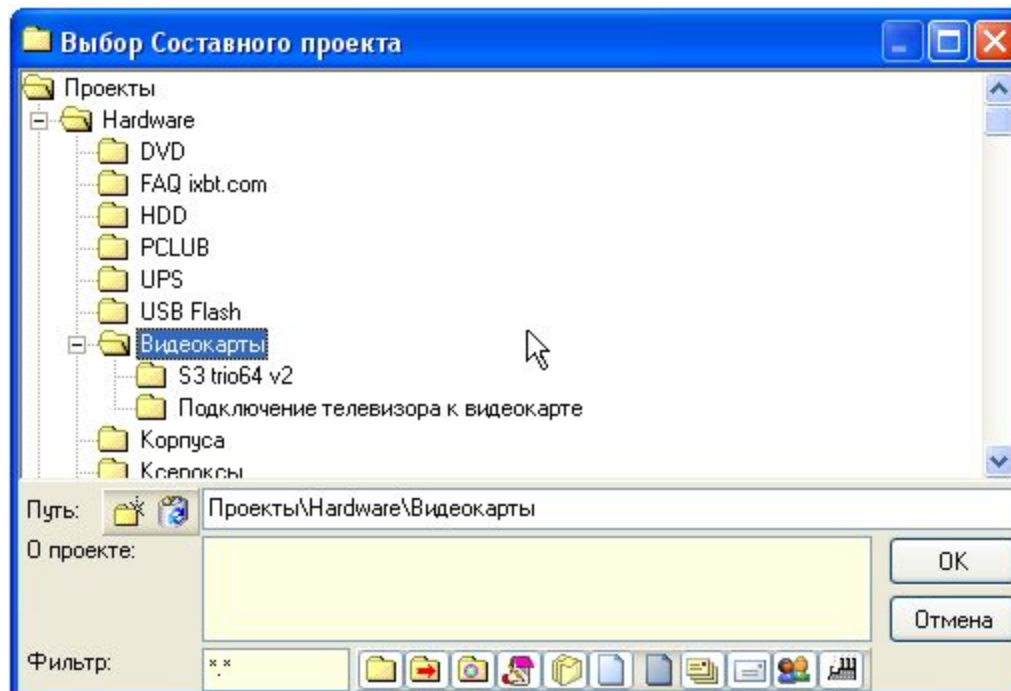 Выбор Составного проекта
Проекты
Hardware
DVD
FAQ ixbt.com
HDD
PCLUB
UPS
USB Flash
Видеокарты
S3 trio64 v2
Подключение телевизора к видеокарте
Корпуса
Ксероксы
Путь: Проекты\Hardware\Видеокарты
О проекте:
OK
Отмена
Фильтр: *.*